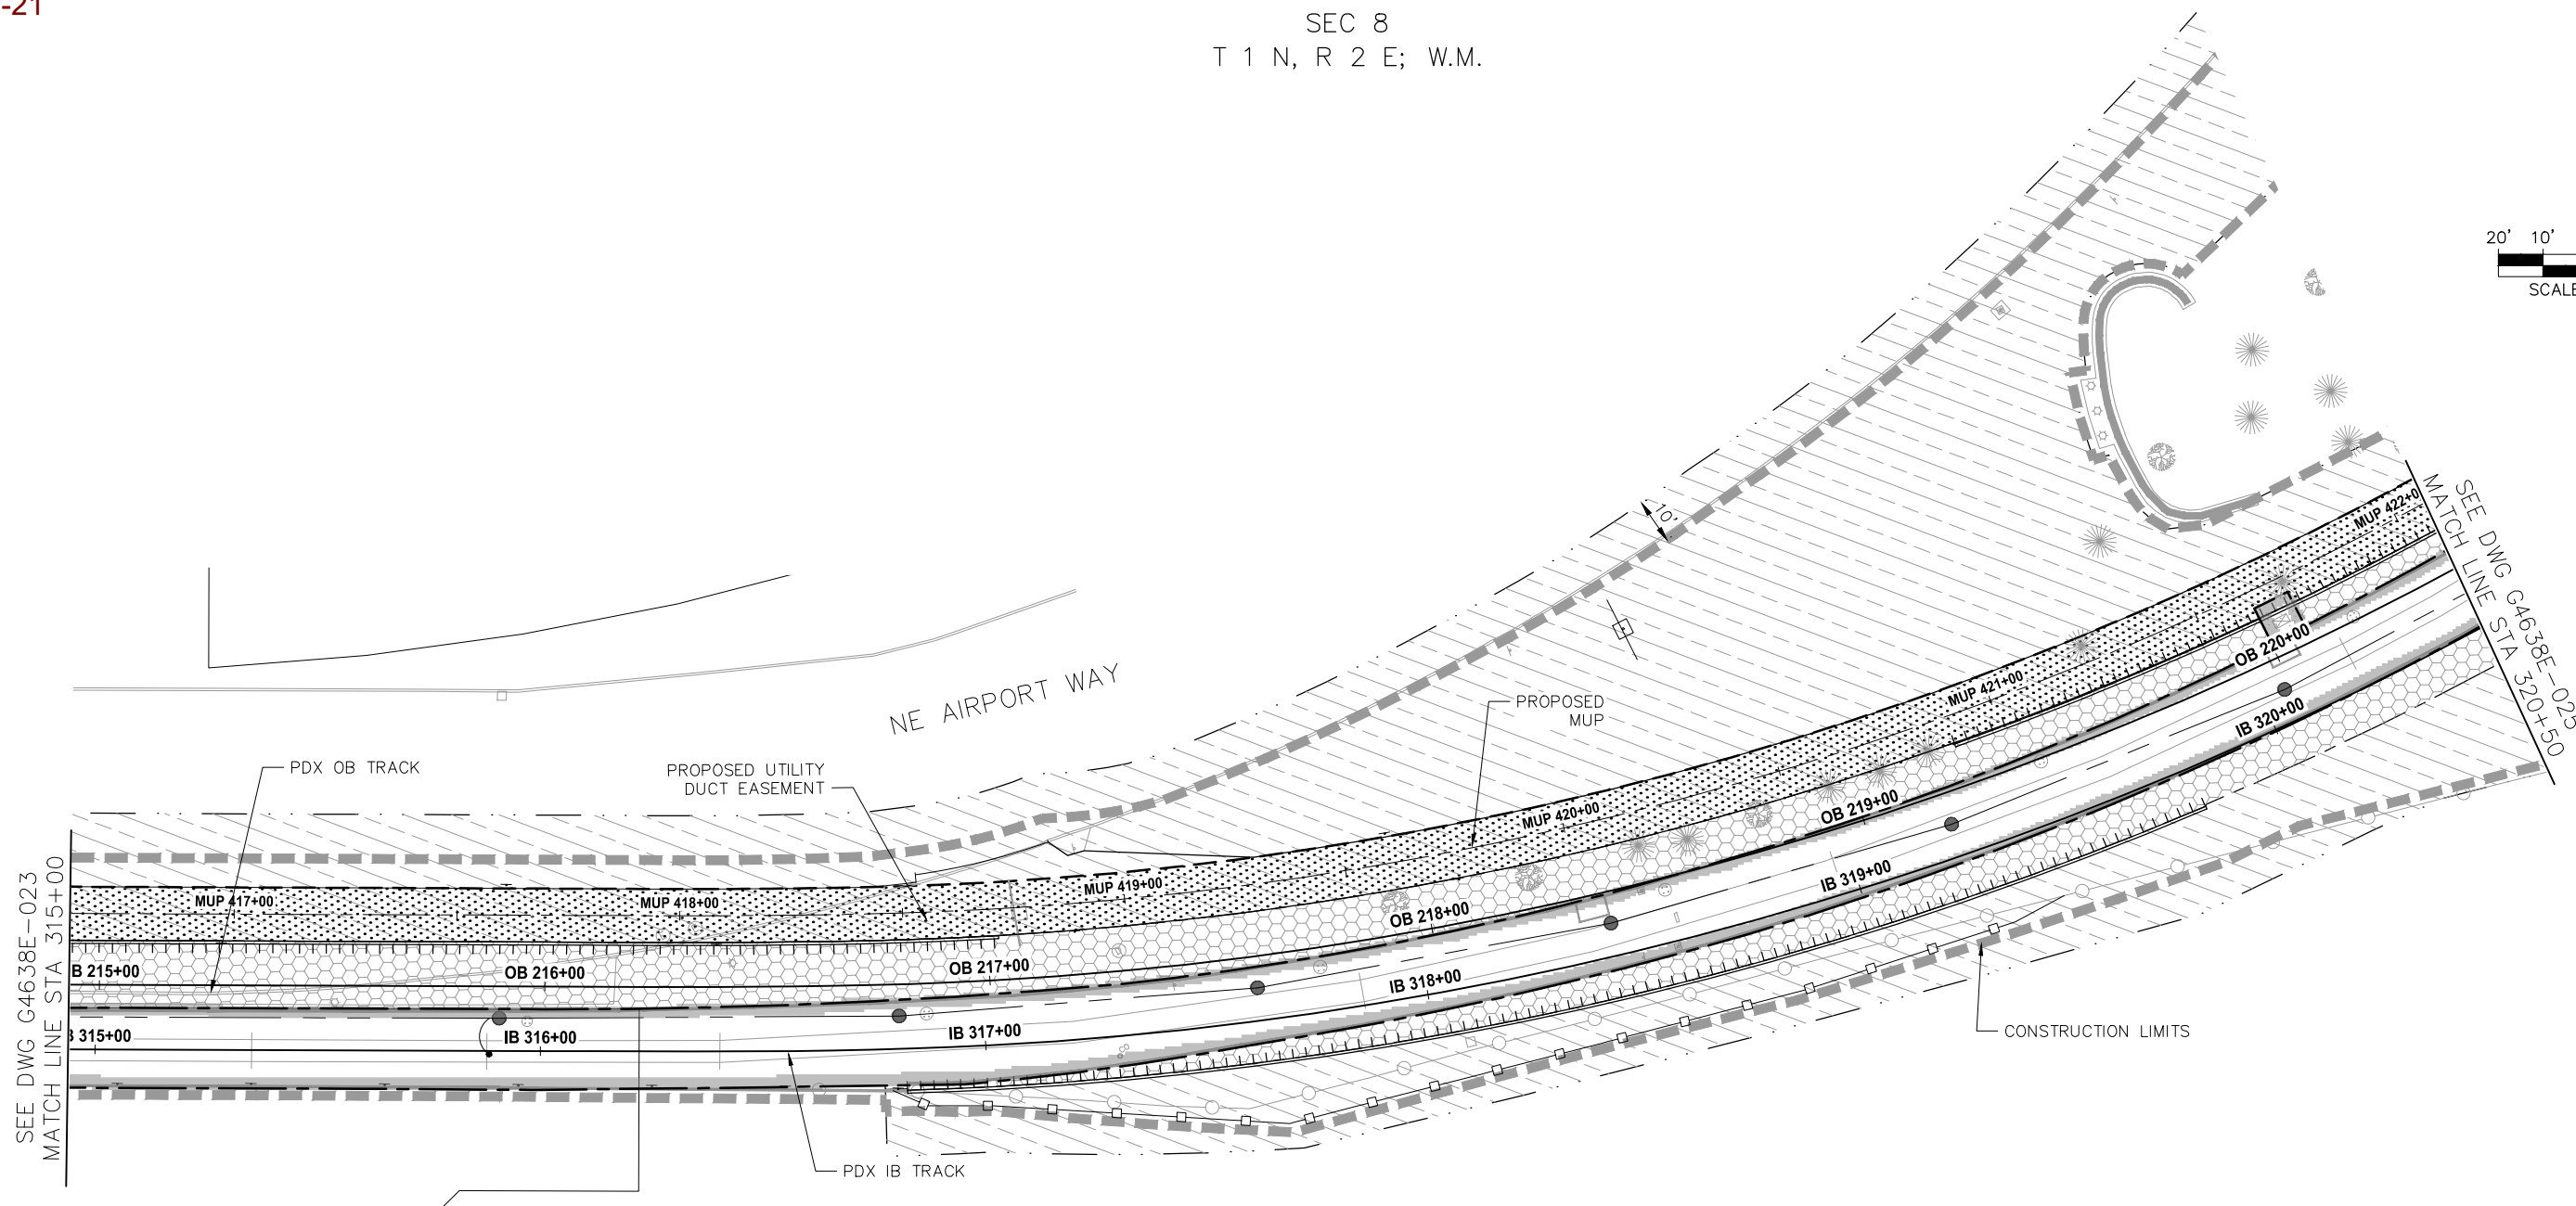 -21
SEC 8
T 1 N, R 2 E; W.M.
20' 10'
SCALE
10'
SEE DWG G4638E-025
MATCH LINE STA 320+50
MUP 422+0
OB 220+00
IB 320+00
MUP 421+00
PROPOSED
MUP
NE AIRPORT WAY
PDX OB TRACK
PROPOSED UTILITY
DUCT EASEMENT
MUP 420+00
OB 219+00
IB 319+00
MUP 417+00
MUP 418+00
MUP 419+00
OB 218+00
IB 318+00
SEE DWG G4638E-023
MATCH LINE STA 315+00
B 215+00
OB 216+00
OB 217+00
B 315+00
IB 316+00
IB 317+00
CONSTRUCTION LIMITS
PDX IB TRACK